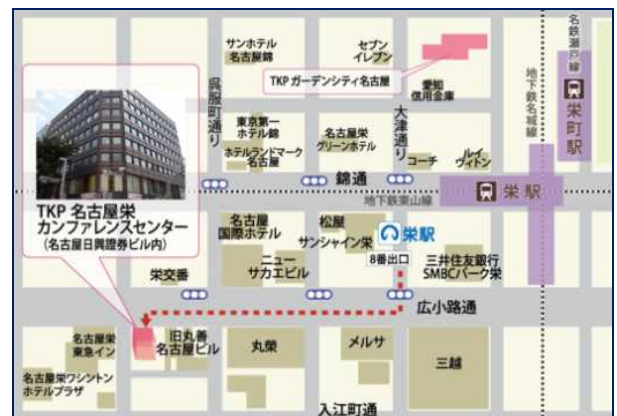 サンホテル
名古屋錦
セブン
イレブン
TKP ガーデンシティ名古屋
愛知
信用金庫
呉服町通り
大津通り
地下鉄名城線
名鉄瀬戸線
栄町駅
東京第一
ホテル錦
ホテルランドマーク
名古屋
名古屋栄
グリーンホテル
コーチ
ルイ
ヴィトン
錦通
地下鉄東山線
栄駅
TKP 名古屋栄
カンファレンスセンター
(名古屋日興證券ビル内)
名古屋
国際ホテル
松屋
サンシャイン栄
栄駅
8番出口
ニュー
サカエビル
三井住友銀行
SMBCパーク栄
栄交番
広小路通
名古屋栄
東急イン
旧丸善
名古屋ビル
丸栄
メルサ
三越
名古屋栄ワシントン
ホテルプラザ
入江町通